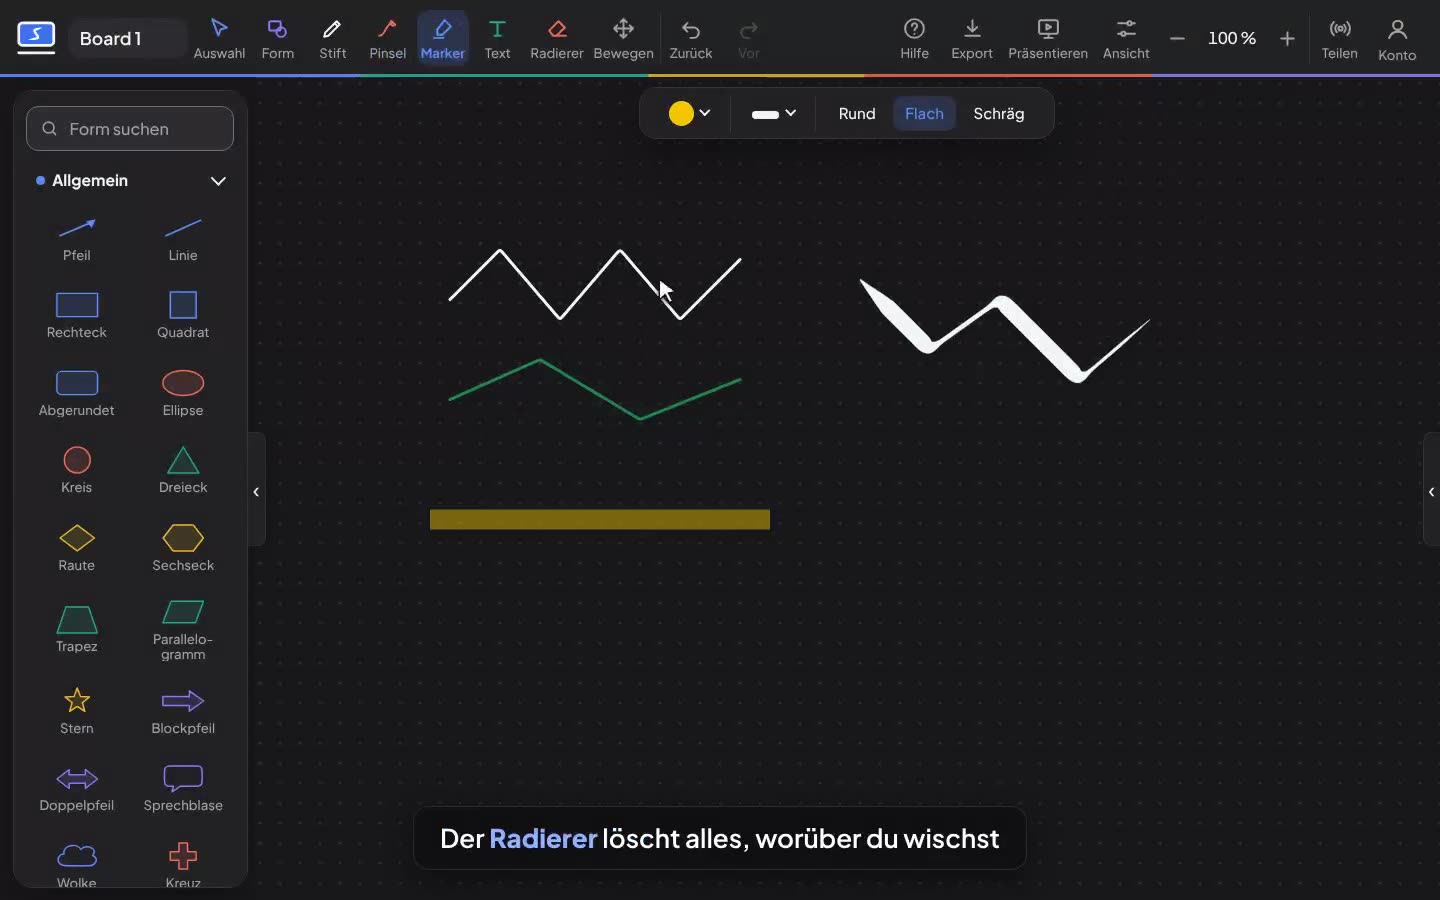 Board 1
Auswahl
Form
Stift
Pinsel
Marker
Text
Radierer
Bewegen
Zurück
Vor
Hilfe
Export
Präsentieren
Ansicht
100 %
Teilen
Konto
Form suchen
Rund
Flach
Schräg
Allgemein
Pfeil
Linie
Rechteck
Quadrat
Abgerundet
Ellipse
Kreis
Dreieck
Raute
Sechseck
Trapez
Parallelo-
gramm
Stern
Blockpfeil
Doppelpfeil
Sprechblase
Wolke
Kreuz
Der Radierer löscht alles, worüber du wischst